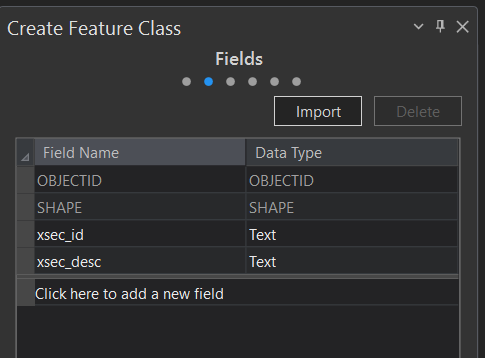 Create Feature Class
Fields
Import Delete
Field Name Data Type
OBJECTID OBJECTID
SHAPE SHAPE
xsec_id Text
xsec_desc Text
Click here to add a new field